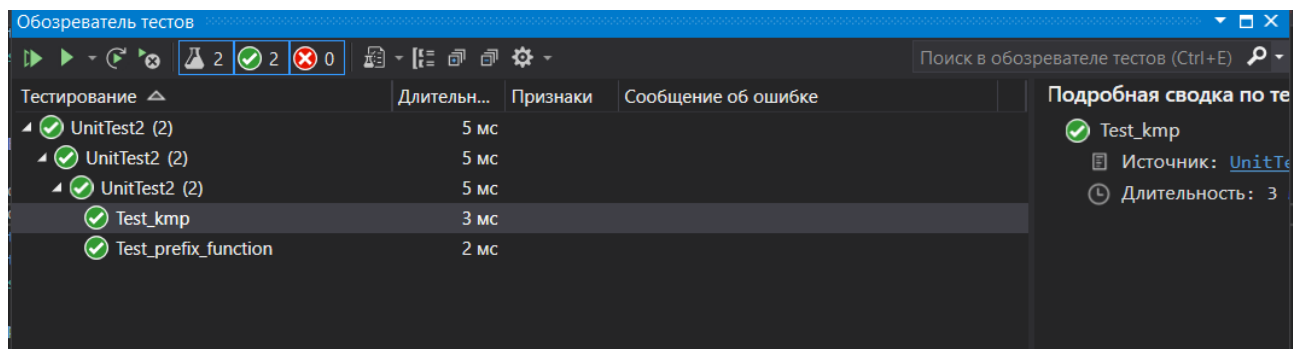 Обозреватель тестов
2 2 0 Поиск в обозревателе тестов (Ctrl+E)
Тестирование Длительн... Признаки Сообщение об ошибке
UnitTest2 (2) 5 мс
UnitTest2 (2) 5 мс
UnitTest2 (2) 5 мс
Test_kmp 3 мс
Test_prefix_function 2 мс
Подробная сводка по те
Test_kmp
Источник: UnitTe
Длительность: 3